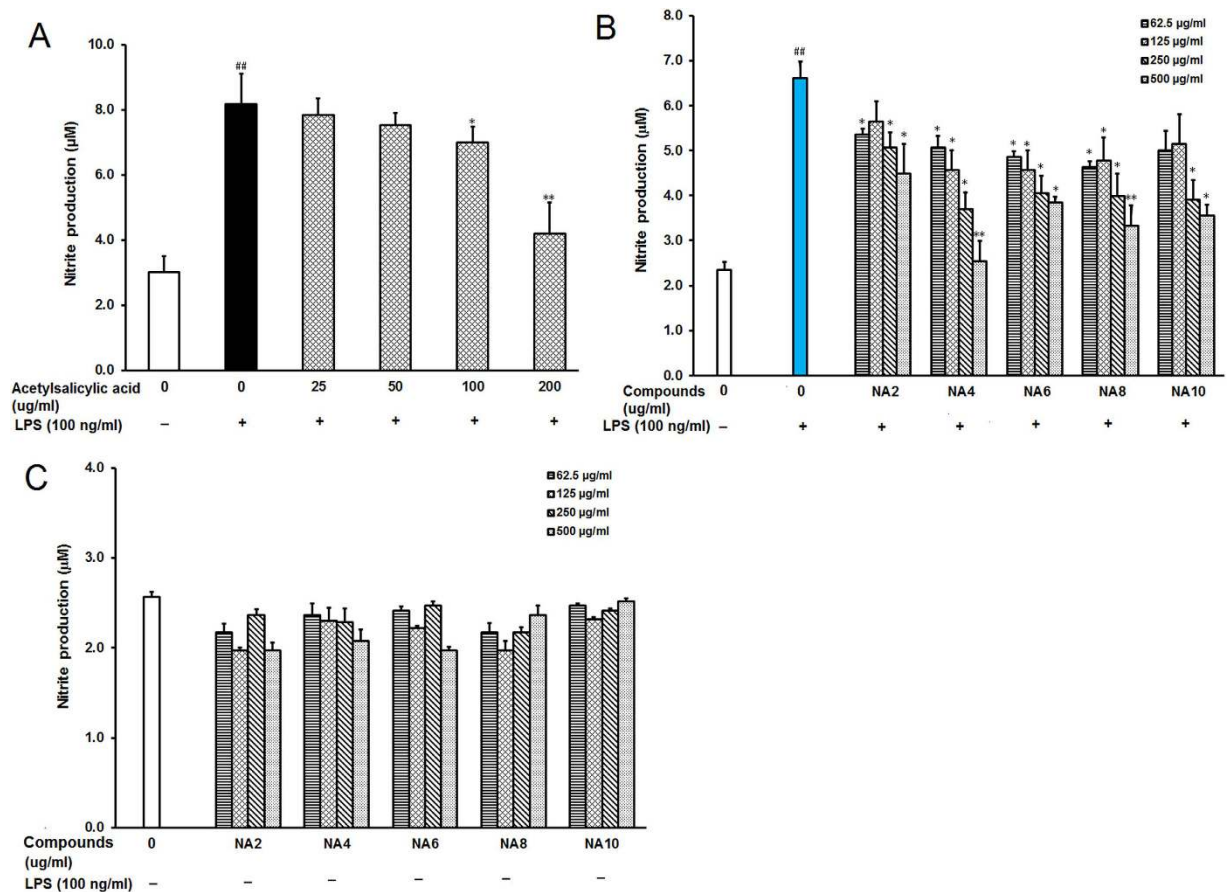 A
10.0
8.0
6.0
4.0
2.0
0.0
Nitrite production (µM)
##
*
**
Acetylsalicylic acid 0 0 25 50 100 200
(ug/ml)
LPS (100 ng/ml) – + + + + +
B
8.0
7.0
6.0
5.0
4.0
3.0
2.0
1.0
0.0
Nitrite production (µM)
62.5 µg/ml
125 µg/ml
250 µg/ml
500 µg/ml
##
* * *
* * * **
* * * *
* * * **
* *
Compounds 0 0 NA2 NA4 NA6 NA8 NA10
(ug/ml)
LPS (100 ng/ml) – + + + + + +
C
4.0
3.0
2.0
1.0
0.0
Nitrite production (µM)
62.5 µg/ml
125 µg/ml
250 µg/ml
500 µg/ml
Compounds 0 NA2 NA4 NA6 NA8 NA10
(ug/ml)
LPS (100 ng/ml) – – – – – –